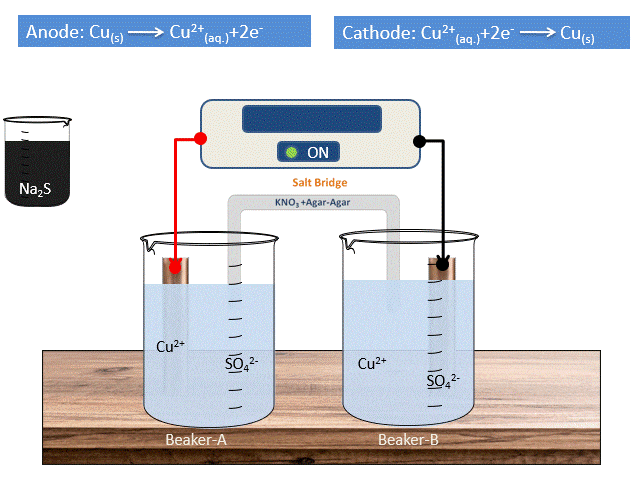 Anode: Cu(s) ⟶ Cu²⁺(aq.)+2e⁻
Cathode: Cu²⁺(aq.)+2e⁻ ⟶ Cu(s)
ON
Na₂S
Salt Bridge
KNO₃ +Agar-Agar
Cu²⁺
SO₄²⁻
Cu²⁺
SO₄²⁻
Beaker-A
Beaker-B